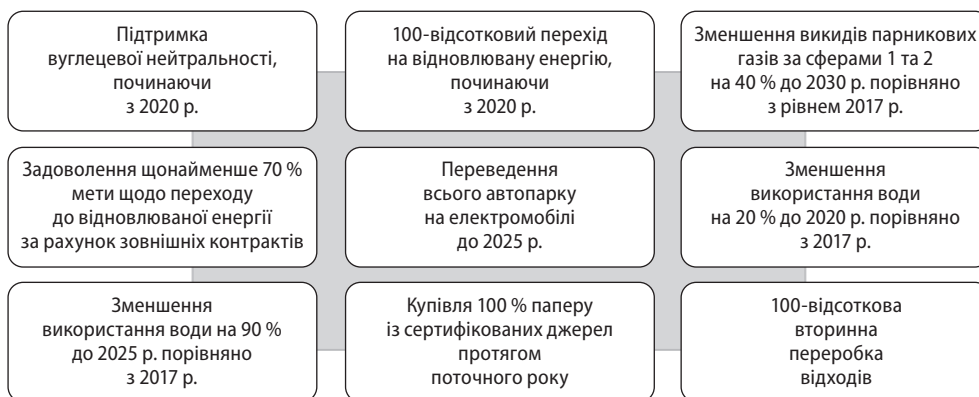 Підтримка
вуглецевої нейтральності,
починаючи
з 2020 р.
100-відсотковий перехід
на відновлювану енергію,
починаючи
з 2020 р.
Зменшення викидів парникових
газів за сферами 1 та 2
на 40 % до 2030 р. порівняно
з рівнем 2017 р.
Задоволення щонайменше 70 %
мети щодо переходу
до відновлюваної енергії
за рахунок зовнішніх контрактів
Переведення
всього автопарку
на електромобілі
до 2025 р.
Зменшення
використання води
на 20 % до 2020 р. порівняно
з 2017 р.
Зменшення
використання води на 90 %
до 2025 р. порівняно
з 2017 р.
Купівля 100 % паперу
із сертифікованих джерел
протягом
поточного року
100-відсоткова
вторинна
переробка
відходів